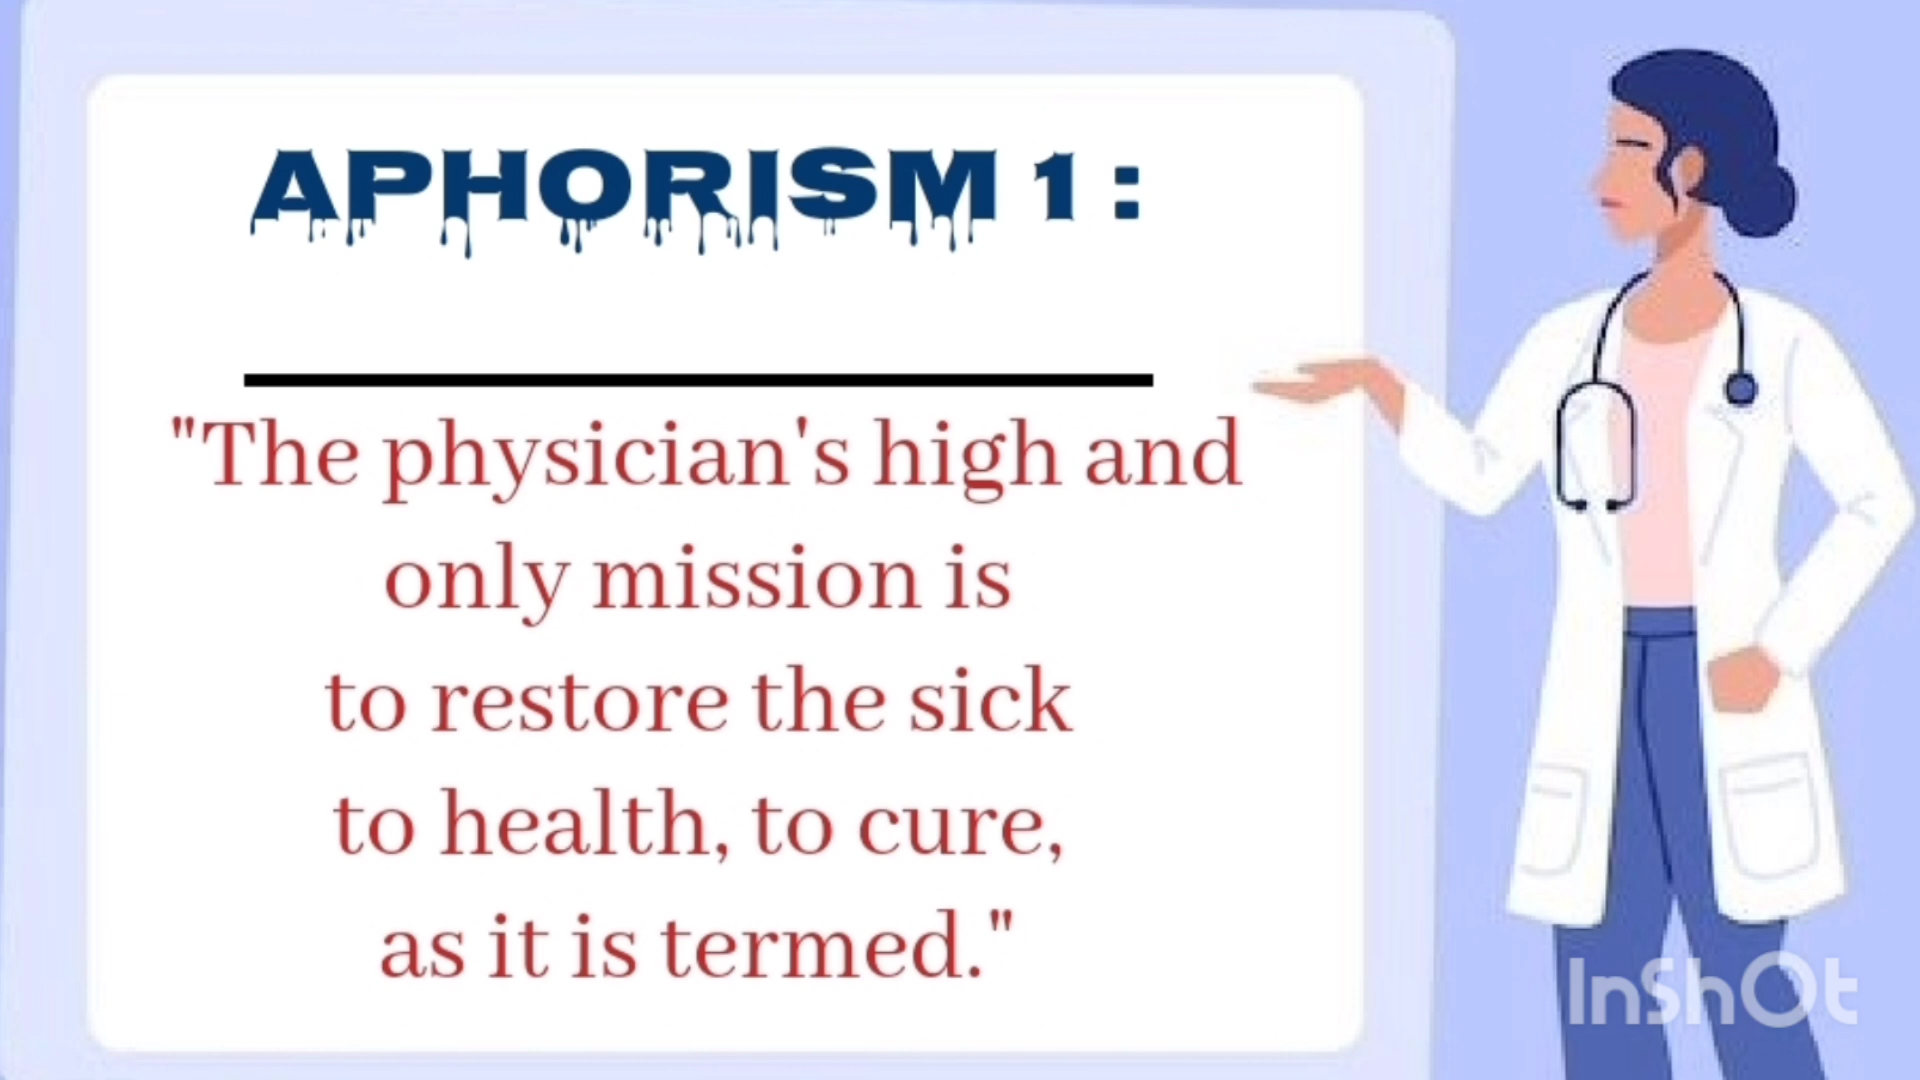 APHORISM 1 :
"The physician's high and
only mission is
to restore the sick
to health, to cure,
as it is termed."
InShOt